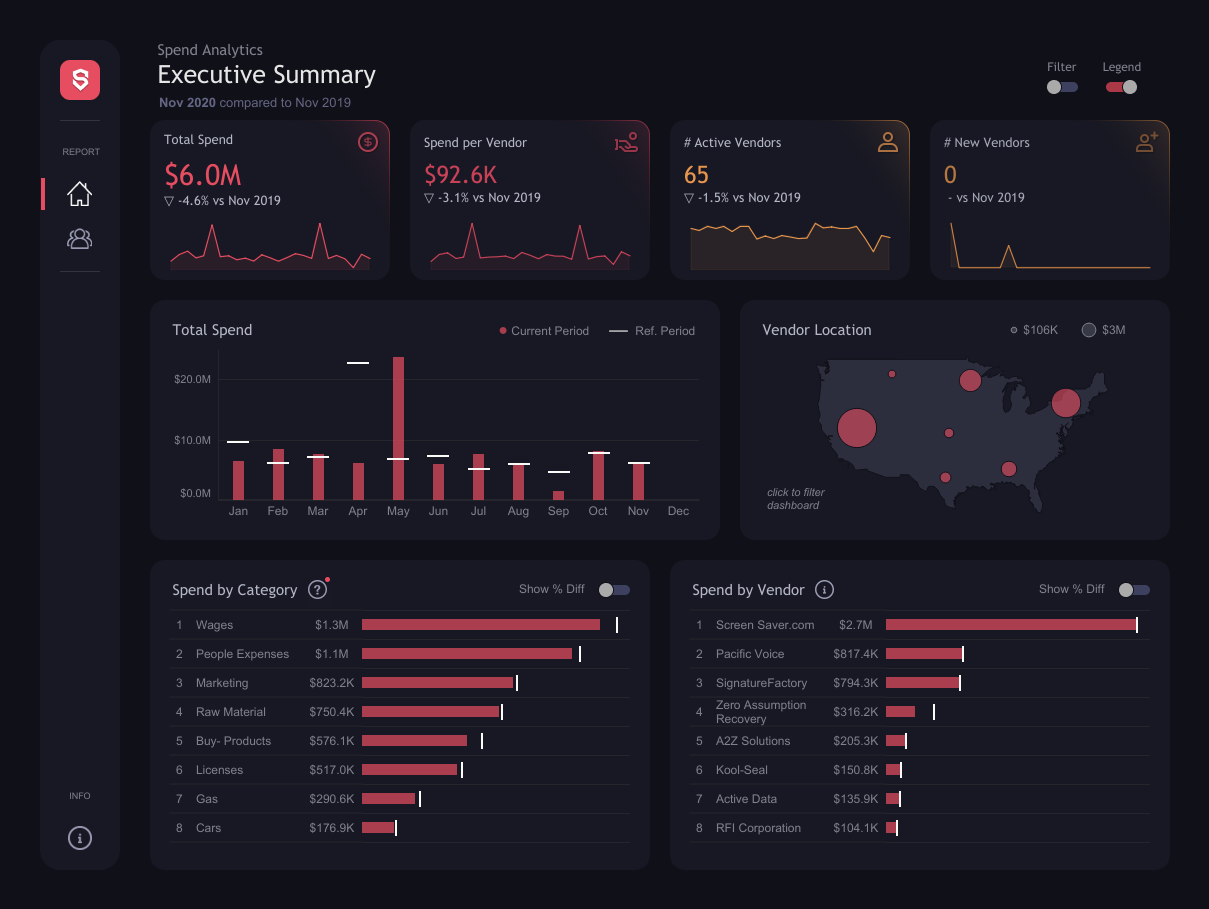 Spend Analytics
Executive Summary
Nov 2020 compared to Nov 2019
Filter
Legend
REPORT
INFO
Total Spend
$6.0M
▽ -4.6% vs Nov 2019
Spend per Vendor
$92.6K
▽ -3.1% vs Nov 2019
# Active Vendors
65
▽ -1.5% vs Nov 2019
# New Vendors
0
- vs Nov 2019
Total Spend
Current Period
Ref. Period
$20.0M
$10.0M
$0.0M
Jan Feb Mar Apr May Jun Jul Aug Sep Oct Nov Dec
Vendor Location
$106K
$3M
click to filter
dashboard
Spend by Category
Show % Diff
1 Wages $1.3M
2 People Expenses $1.1M
3 Marketing $823.2K
4 Raw Material $750.4K
5 Buy- Products $576.1K
6 Licenses $517.0K
7 Gas $290.6K
8 Cars $176.9K
Spend by Vendor
Show % Diff
1 Screen Saver.com $2.7M
2 Pacific Voice $817.4K
3 SignatureFactory $794.3K
4 Zero Assumption
Recovery $316.2K
5 A2Z Solutions $205.3K
6 Kool-Seal $150.8K
7 Active Data $135.9K
8 RFI Corporation $104.1K